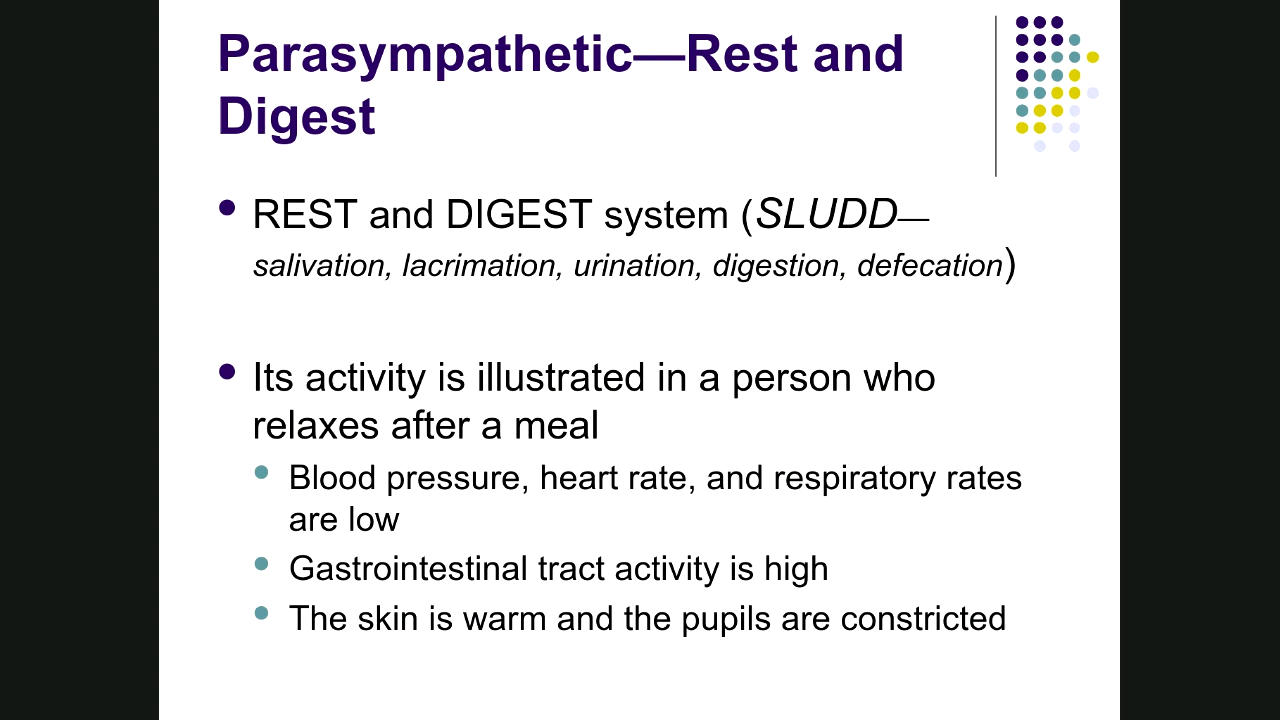 Parasympathetic—Rest and
Digest
REST and DIGEST system (SLUDD—
salivation, lacrimation, urination, digestion, defecation)
Its activity is illustrated in a person who
relaxes after a meal
Blood pressure, heart rate, and respiratory rates
are low
Gastrointestinal tract activity is high
The skin is warm and the pupils are constricted